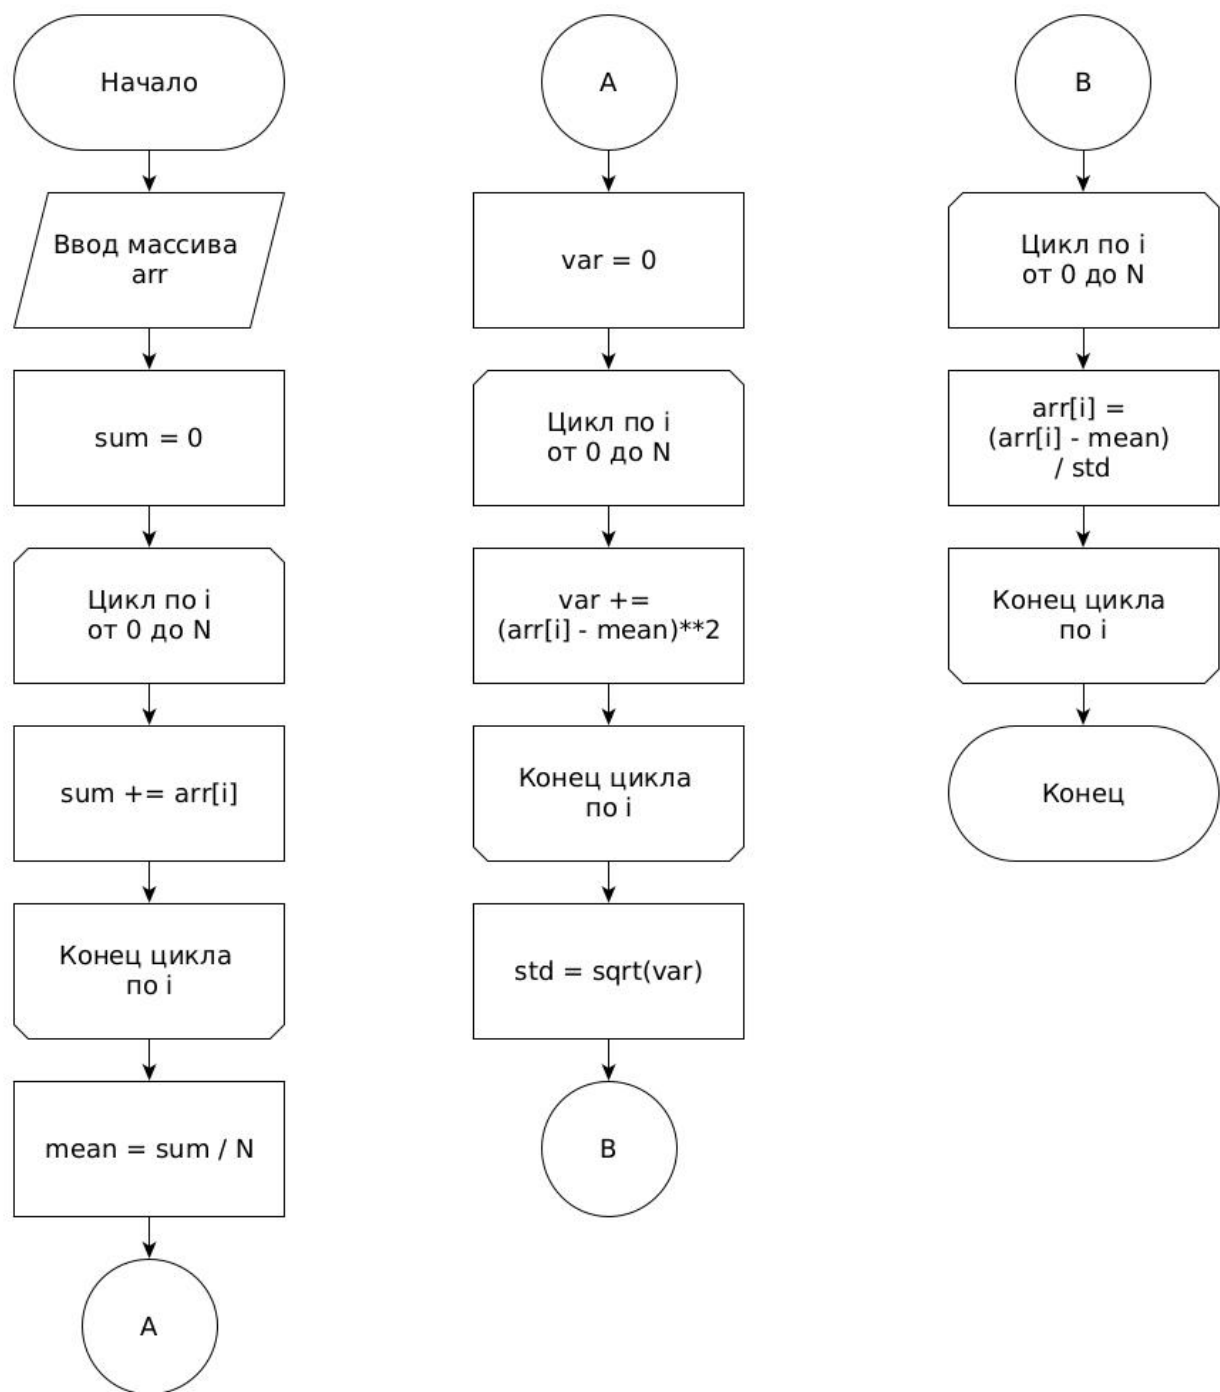 Начало
Ввод массива
arr
sum = 0
Цикл по i
от 0 до N
sum += arr[i]
Конец цикла
по i
mean = sum / N
A
A
var = 0
Цикл по i
от 0 до N
var +=
(arr[i] - mean)**2
Конец цикла
по i
std = sqrt(var)
B
B
Цикл по i
от 0 до N
arr[i] =
(arr[i] - mean)
/ std
Конец цикла
по i
Конец